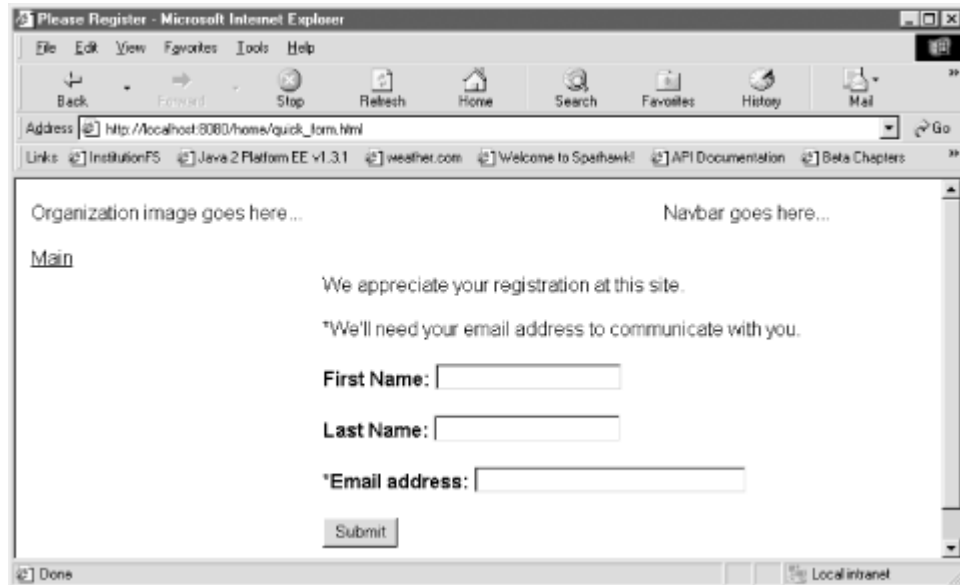 Please Register - Microsoft Internet Explorer
File Edit View Favorites Tools Help
Back Forward Stop Refresh Home Search Favorites History Mail »
Address http://localhost:8080/home/quick_form.html Go
Links InstitutionFS Java 2 Platform EE v1.3.1 weather.com Welcome to Sparhawk! API Documentation Beta Chapters »
Organization image goes here... Navbar goes here...
Main
We appreciate your registration at this site.
*We'll need your email address to communicate with you.
First Name:
Last Name:
*Email address:
Submit
Done Local intranet